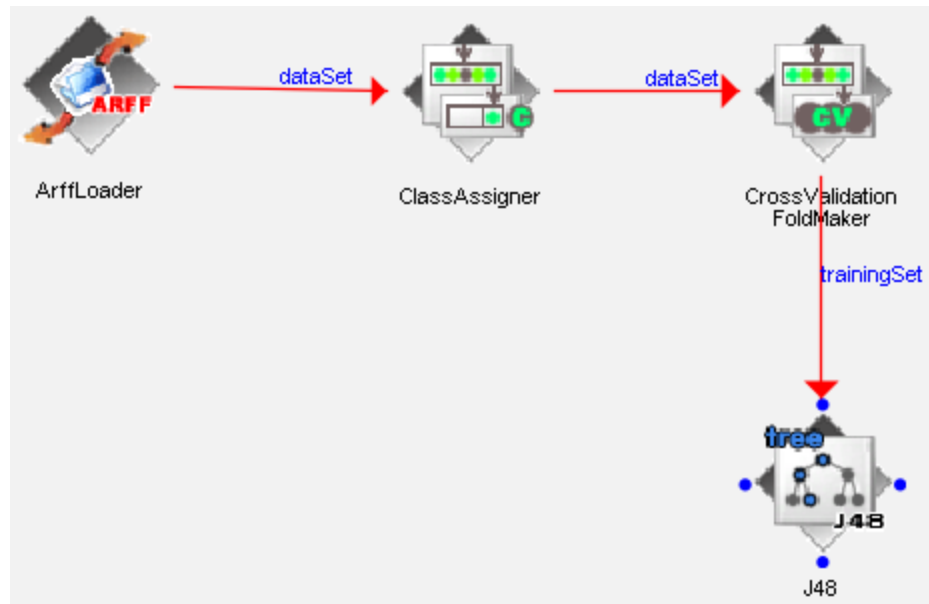 dataSet
dataSet
ARFF
C
CV
ArffLoader
ClassAssigner
CrossValidation
FoldMaker
trainingSet
tree
J48
J48